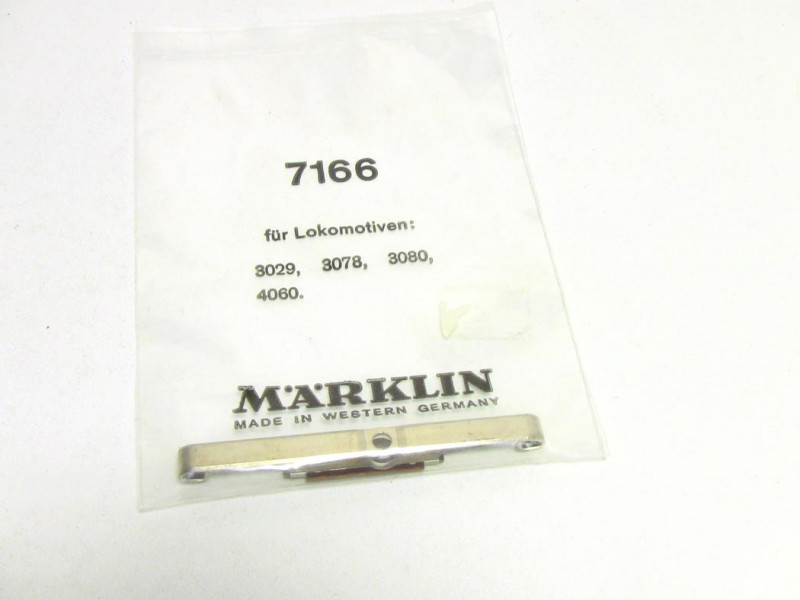 7166
für Lokomotiven:
3029, 3078, 3080,
4060.
MÄRKLIN
MADE IN WESTERN GERMANY